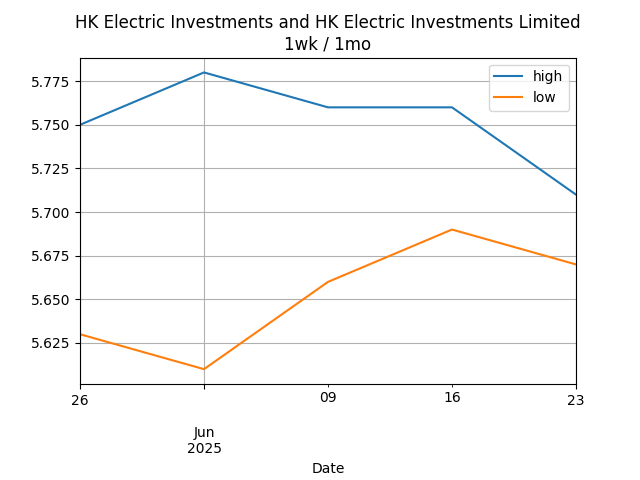 HK Electric Investments and HK Electric Investments Limited
1wk / 1mo
high
low
5.775
5.750
5.725
5.700
5.675
5.650
5.625
26
09
16
23
Jun
2025
Date